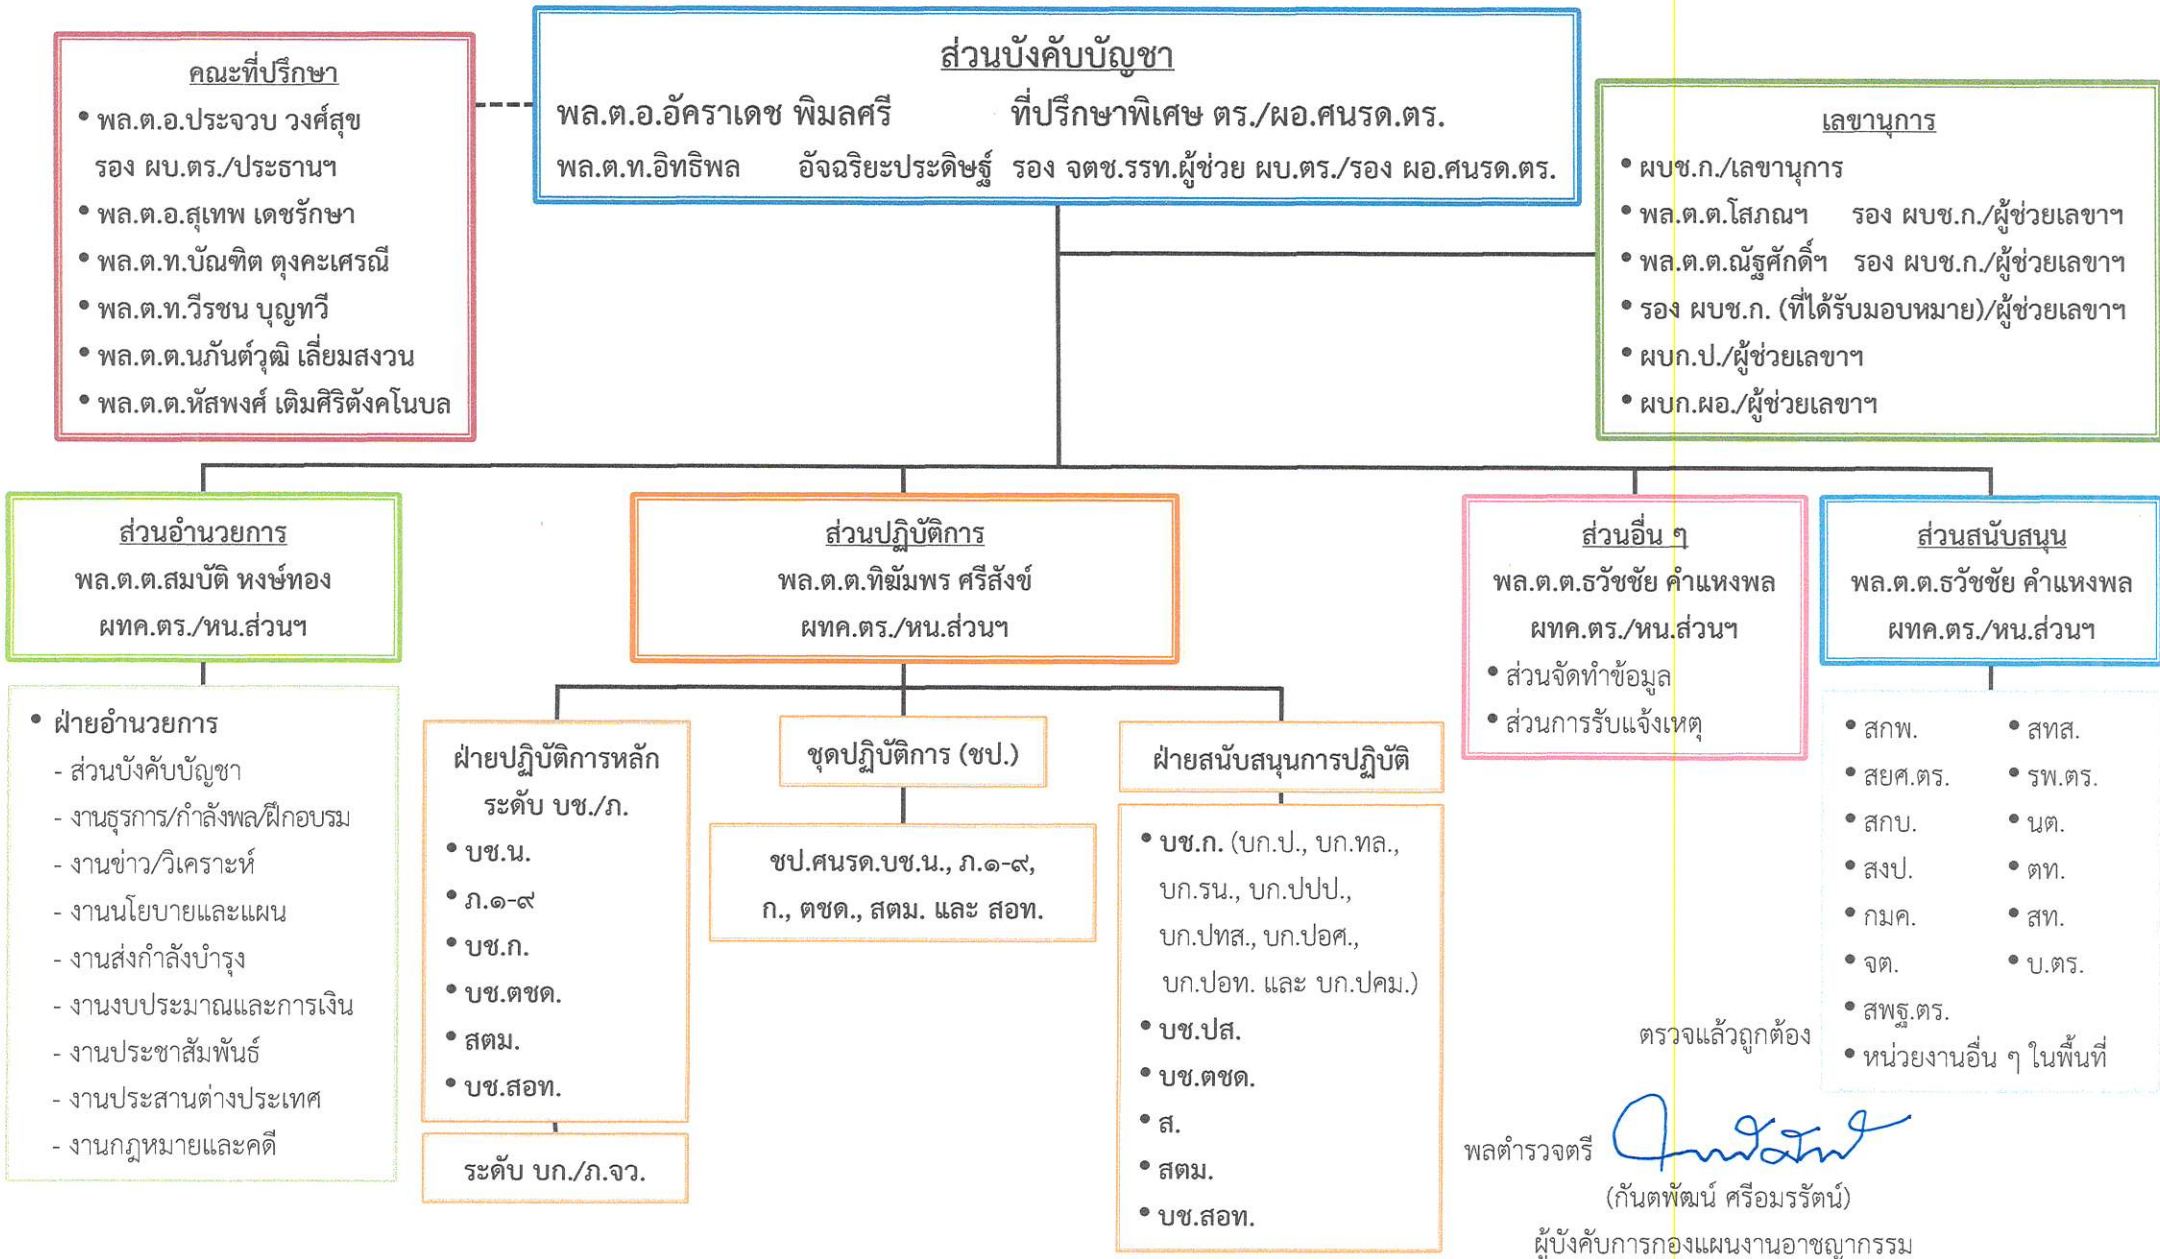 ส่วนบังคับบัญชา
พล.ต.อ.อัคราเดช พิมลศรี ที่ปรึกษาพิเศษ ตร./ผอ.ศนรด.ตร.
พล.ต.ท.อิทธิพล อัจฉริยะประดิษฐ์ รอง จตช.รรท.ผู้ช่วย ผบ.ตร./รอง ผอ.ศนรด.ตร.
คณะที่ปรึกษา
• พล.ต.อ.ประจวบ วงศ์สุข
รอง ผบ.ตร./ประธานฯ
• พล.ต.อ.สุเทพ เดชรักษา
• พล.ต.ท.บัณฑิต ตุงคะเศรณี
• พล.ต.ท.วีรชน บุญทวี
• พล.ต.ต.นภันต์วุฒิ เลี่ยมสงวน
• พล.ต.ต.หัสพงศ์ เติมศิริตังคโนบล
เลขานุการ
• ผบช.ก./เลขานุการ
• พล.ต.ต.โสภณฯ รอง ผบช.ก./ผู้ช่วยเลขาฯ
• พล.ต.ต.ณัฐศักดิ์ฯ รอง ผบช.ก./ผู้ช่วยเลขาฯ
• รอง ผบช.ก. (ที่ได้รับมอบหมาย)/ผู้ช่วยเลขาฯ
• ผบก.ป./ผู้ช่วยเลขาฯ
• ผบก.ผอ./ผู้ช่วยเลขาฯ
ส่วนอำนวยการ
พล.ต.ต.สมบัติ หงษ์ทอง
ผทค.ตร./หน.ส่วนฯ
• ฝ่ายอำนวยการ
- ส่วนบังคับบัญชา
- งานธุรการ/กำลังพล/ฝึกอบรม
- งานข่าว/วิเคราะห์
- งานนโยบายและแผน
- งานส่งกำลังบำรุง
- งานงบประมาณและการเงิน
- งานประชาสัมพันธ์
- งานประสานต่างประเทศ
- งานกฎหมายและคดี
ส่วนปฏิบัติการ
พล.ต.ต.ทิฆัมพร ศรีสังข์
ผทค.ตร./หน.ส่วนฯ
ฝ่ายปฏิบัติการหลัก
ระดับ บช./ภ.
• บช.น.
• ภ.๑-๙
• บช.ก.
• บช.ตชด.
• สตม.
• บช.สอท.
ระดับ บก./ภ.จว.
ชุดปฏิบัติการ (ชป.)
ชป.ศนรด.บช.น., ภ.๑-๙,
ก., ตชด., สตม. และ สอท.
ฝ่ายสนับสนุนการปฏิบัติ
• บช.ก. (บก.ป., บก.ทล.,
บก.รน., บก.ปปป.,
บก.ปทส., บก.ปอศ.,
บก.ปอท. และ บก.ปคม.)
• บช.ปส.
• บช.ตชด.
• ส.
• สตม.
• บช.สอท.
ส่วนอื่น ๆ
พล.ต.ต.ธวัชชัย คำแหงพล
ผทค.ตร./หน.ส่วนฯ
• ส่วนจัดทำข้อมูล
• ส่วนการรับแจ้งเหตุ
ส่วนสนับสนุน
พล.ต.ต.ธวัชชัย คำแหงพล
ผทค.ตร./หน.ส่วนฯ
• สกพ. • สทส.
• สยศ.ตร. • รพ.ตร.
• สกบ. • นต.
• สงป. • ตท.
• กมค. • สท.
• จต. • บ.ตร.
• สพฐ.ตร.
• หน่วยงานอื่น ๆ ในพื้นที่
ตรวจแล้วถูกต้อง
พลตำรวจตรี
(กันตพัฒน์ ศรีอมรรัตน์)
ผู้บังคับการกองแผนงานอาชญากรรม